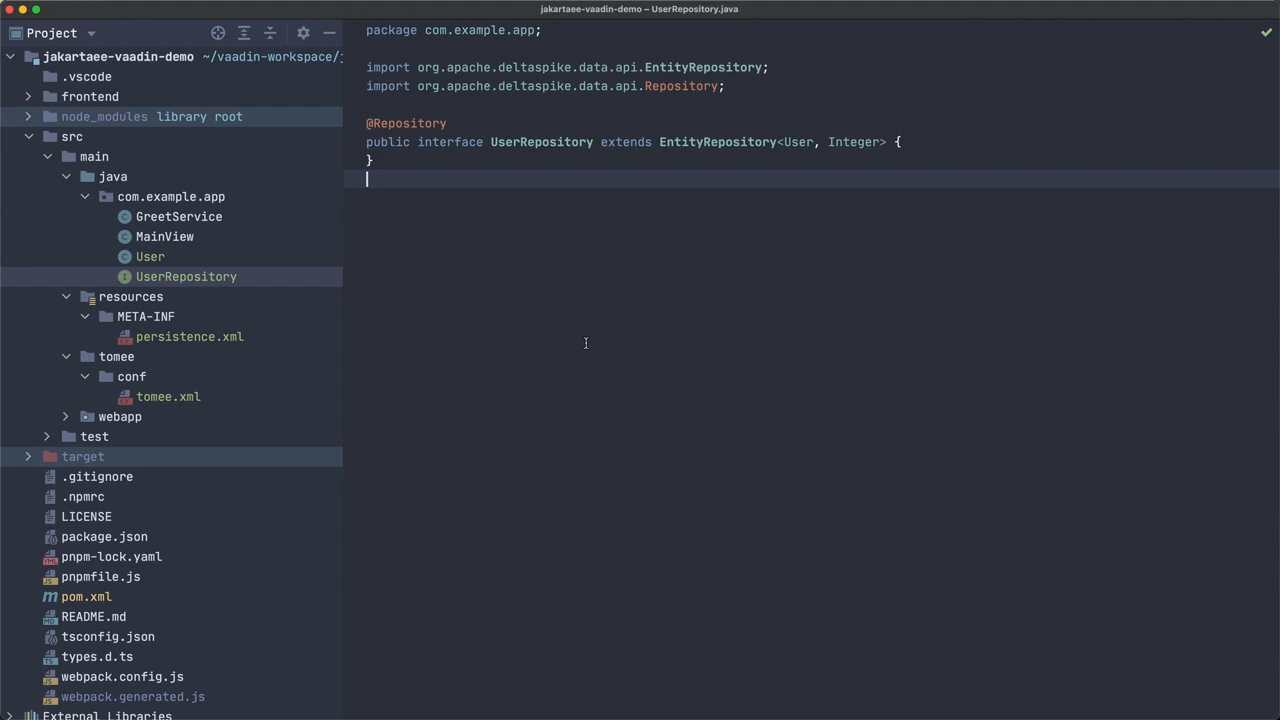 jakartaee-vaadin-demo – UserRepository.java
Project
jakartaee-vaadin-demo ~/vaadin-workspace/j
.vscode
frontend
node_modules library root
src
main
java
com.example.app
GreetService
MainView
User
UserRepository
resources
META-INF
persistence.xml
tomee
conf
tomee.xml
webapp
test
target
.gitignore
.npmrc
LICENSE
package.json
pnpm-lock.yaml
pnpmfile.js
pom.xml
README.md
tsconfig.json
types.d.ts
webpack.config.js
webpack.generated.js
External Libraries
package com.example.app;
import org.apache.deltaspike.data.api.EntityRepository;
import org.apache.deltaspike.data.api.Repository;
@Repository
public interface UserRepository extends EntityRepository<User, Integer> {
}